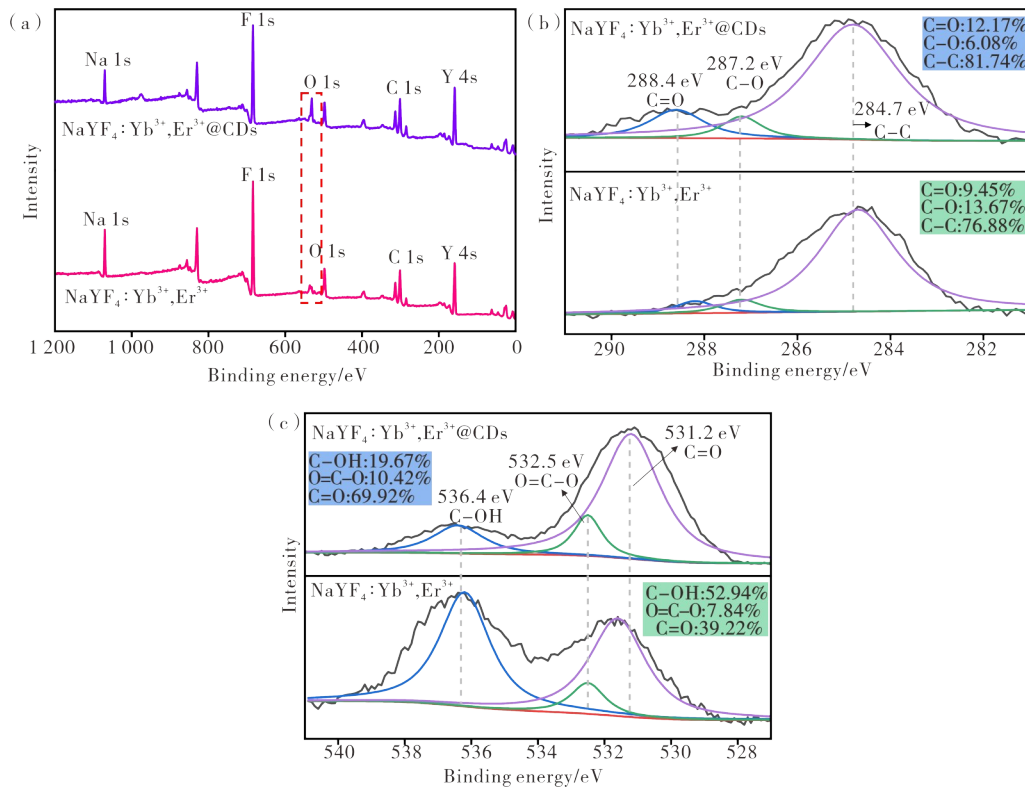 (a)
F 1s
Na 1s
O 1s
C 1s
Y 4s
NaYF₄:Yb³⁺,Er³⁺@CDs
F 1s
Na 1s
O 1s
C 1s
Y 4s
NaYF₄:Yb³⁺,Er³⁺
Intensity
1 200 1 000 800 600 400 200 0
Binding energy/eV
(b)
NaYF₄:Yb³⁺,Er³⁺@CDs
C=O:12.17%
C-O:6.08%
C-C:81.74%
288.4 eV
C=O
287.2 eV
C-O
284.7 eV
C-C
NaYF₄:Yb³⁺,Er³⁺
C=O:9.45%
C-O:13.67%
C-C:76.88%
Intensity
290 288 286 284 282
Binding energy/eV
(c)
NaYF₄:Yb³⁺,Er³⁺@CDs
C-OH:19.67%
O=C-O:10.42%
C=O:69.92%
536.4 eV
C-OH
532.5 eV
O=C-O
531.2 eV
C=O
NaYF₄:Yb³⁺,Er³⁺
C-OH:52.94%
O=C-O:7.84%
C=O:39.22%
Intensity
540 538 536 534 532 530 528
Binding energy/eV